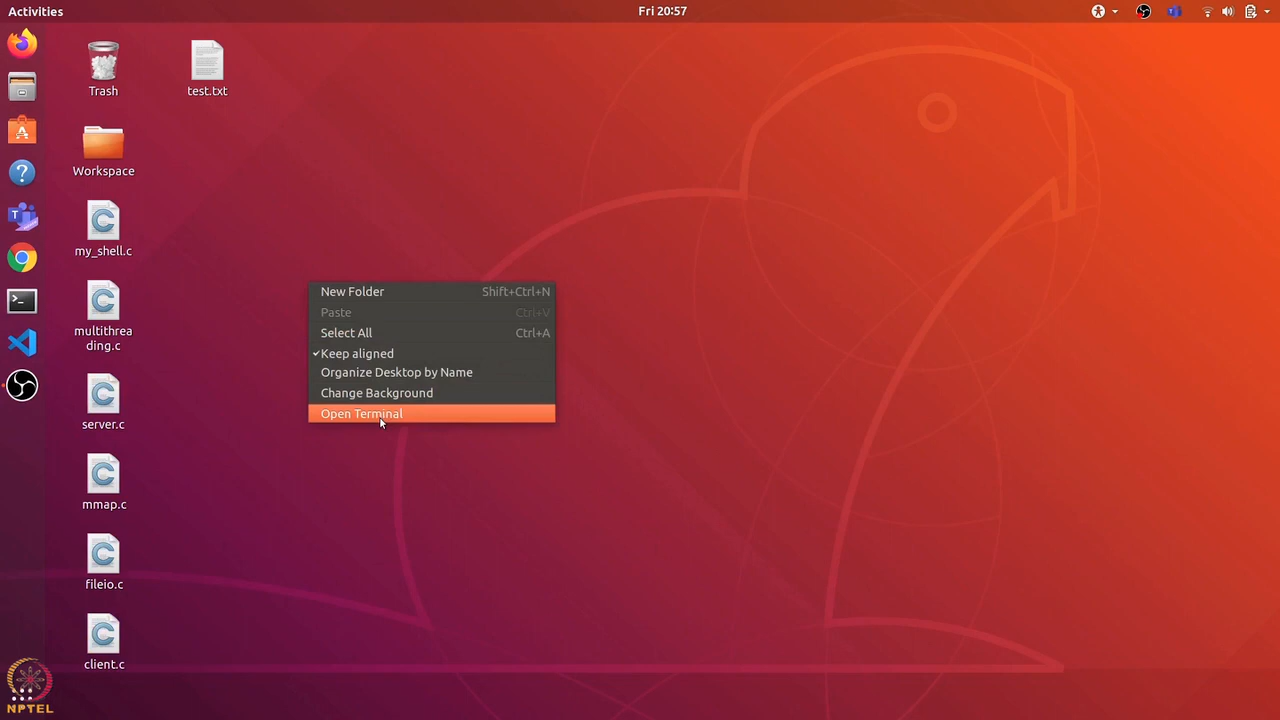 Activities
Fri 20:57
Trash
test.txt
Workspace
my_shell.c
multithrea
ding.c
server.c
mmap.c
fileio.c
client.c
New Folder Shift+Ctrl+N
Paste Ctrl+V
Select All Ctrl+A
Keep aligned
Organize Desktop by Name
Change Background
Open Terminal
NPTEL